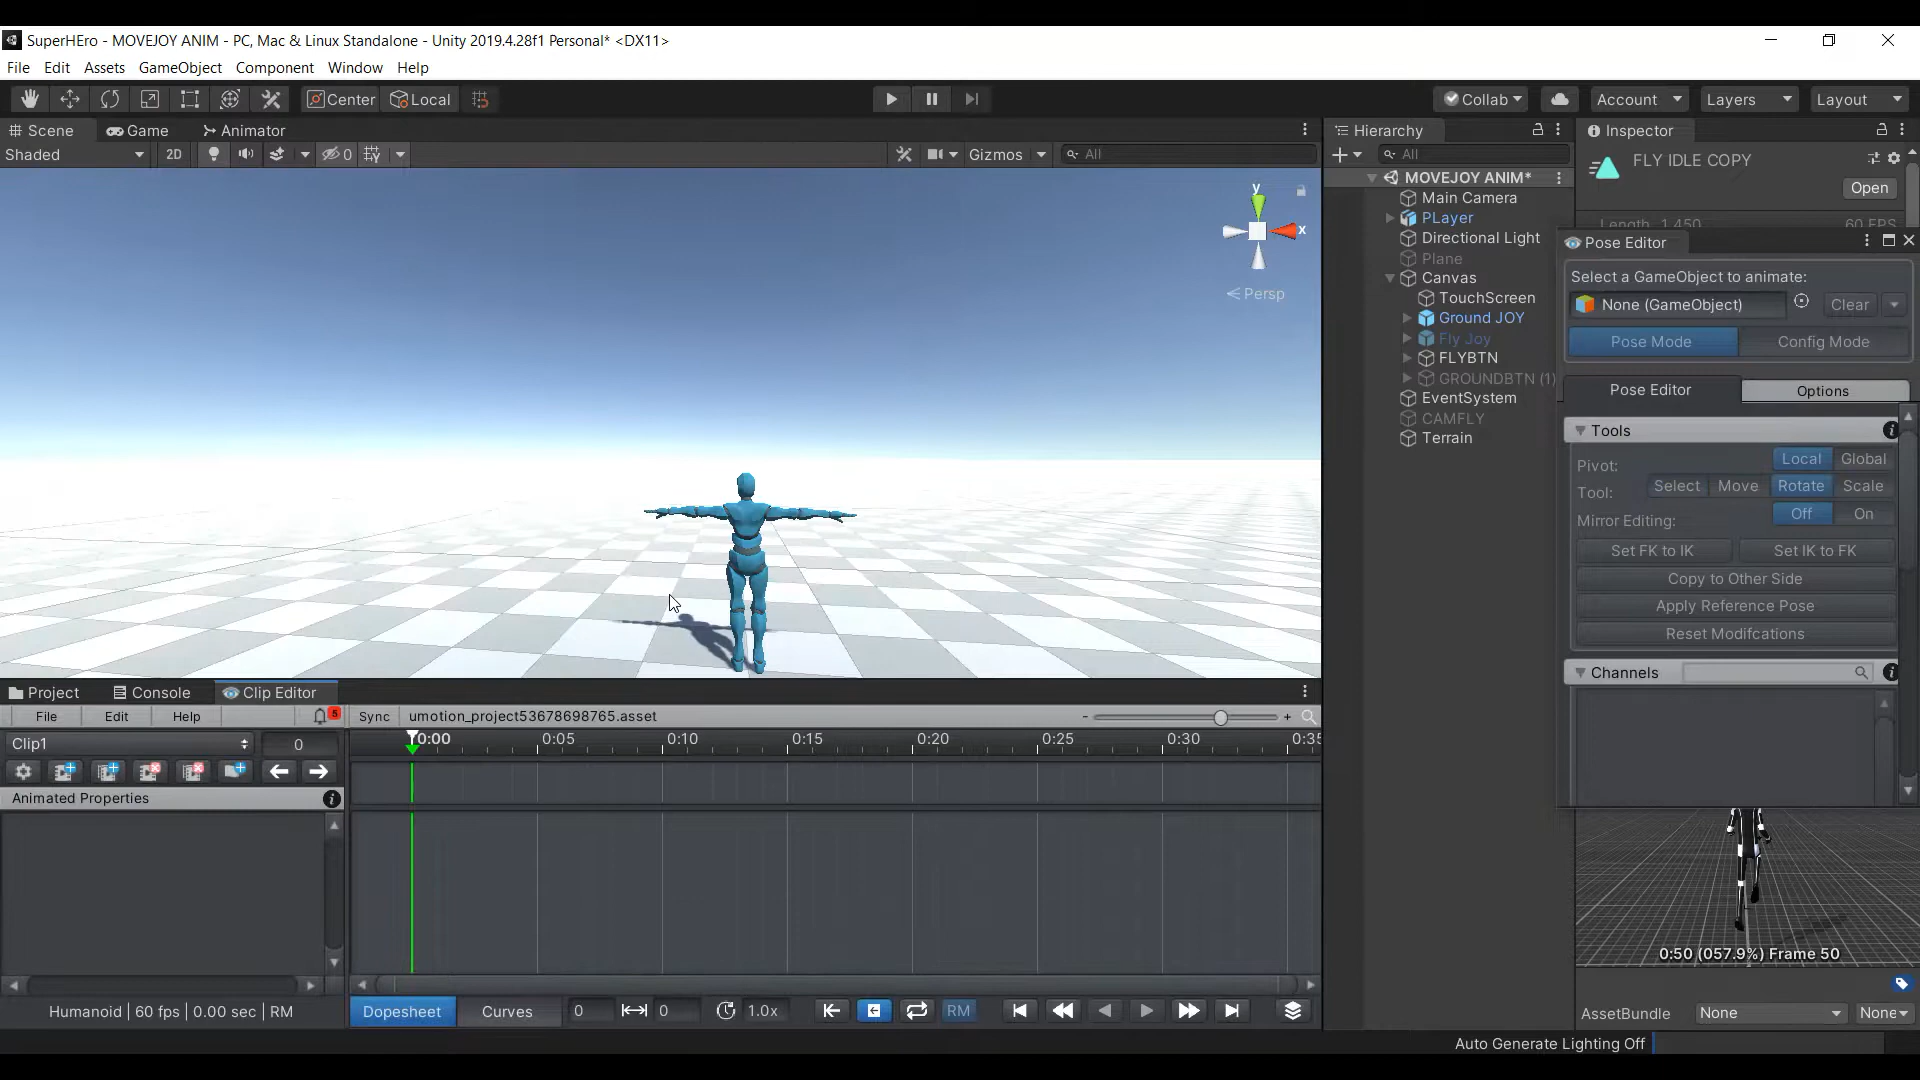 SuperHEro - MOVEJOY ANIM - PC, Mac & Linux Standalone - Unity 2019.4.28f1 Personal* <DX11>
File Edit Assets GameObject Component Window Help
Center Local Collab Account Layers Layout
Scene Game Animator Hierarchy Inspector
Shaded 2D 0 Gizmos All All
FLY IDLE COPY
Open
Length 1.450 60 FPS
MOVEJOY ANIM*
Main Camera
PLayer
Directional Light
Plane
Canvas
TouchScreen
Ground JOY
Fly Joy
FLYBTN
GROUNDBTN (1)
EventSystem
CAMFLY
Terrain
y
x
Persp
Pose Editor
Select a GameObject to animate:
None (GameObject) Clear
Pose Mode Config Mode
Pose Editor Options
Tools
Pivot: Local Global
Tool: Select Move Rotate Scale
Mirror Editing: Off On
Set FK to IK Set IK to FK
Copy to Other Side
Apply Reference Pose
Reset Modifcations
Channels
Project Console Clip Editor
File Edit Help 5 Sync umotion_project53678698765.asset - +
Clip1 0 0:00 0:05 0:10 0:15 0:20 0:25 0:30 0:35
Animated Properties
Humanoid | 60 fps | 0.00 sec | RM Dopesheet Curves 0 0 1.0x RM
0:50 (057.9%) Frame 50
AssetBundle None None
Auto Generate Lighting Off